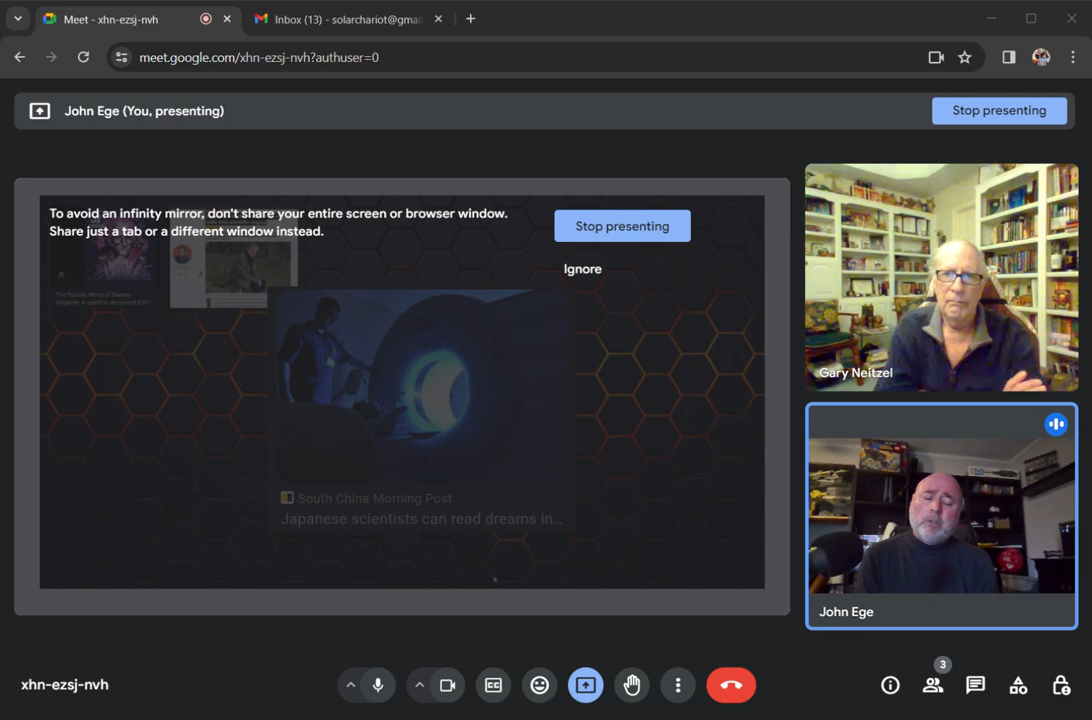 Meet - xhn-ezsj-nvh
Inbox (13) - solarchariot@gmai
meet.google.com/xhn-ezsj-nvh?authuser=0
John Ege (You, presenting)
Stop presenting
To avoid an infinity mirror, don't share your entire screen or browser window.
Share just a tab or a different window instead.
Stop presenting
Ignore
South China Morning Post
Japanese scientists can read dreams in...
Gary Neitzel
John Ege
xhn-ezsj-nvh
CC
3